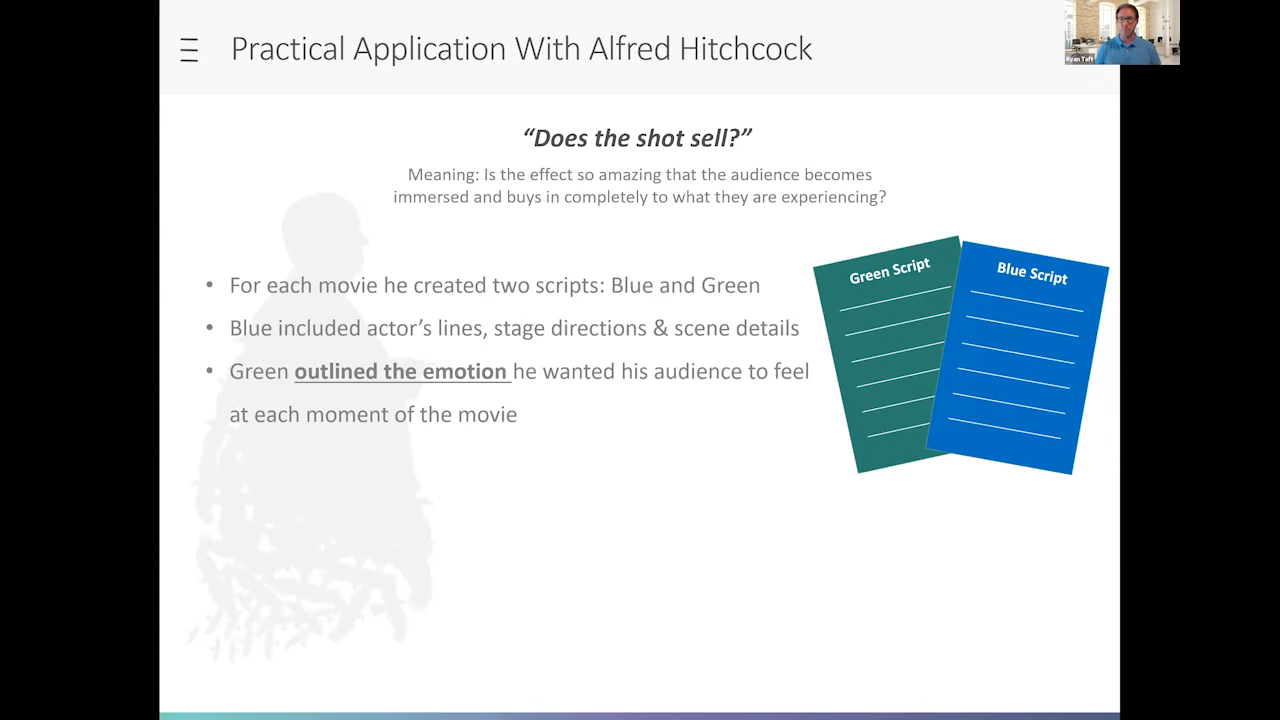 Practical Application With Alfred Hitchcock
Ryan Taft
“Does the shot sell?”
Meaning: Is the effect so amazing that the audience becomes
immersed and buys in completely to what they are experiencing?
• For each movie he created two scripts: Blue and Green
• Blue included actor’s lines, stage directions & scene details
• Green outlined the emotion he wanted his audience to feel
at each moment of the movie
Green Script
Blue Script